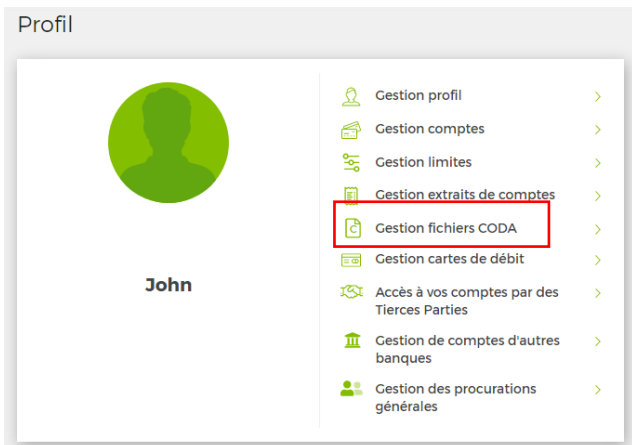 Profil
John
Gestion profil
Gestion comptes
Gestion limites
Gestion extraits de comptes
C
Gestion fichiers CODA
Gestion cartes de débit
Accès à vos comptes par des
Tierces Parties
Gestion de comptes d'autres
banques
Gestion des procurations
générales